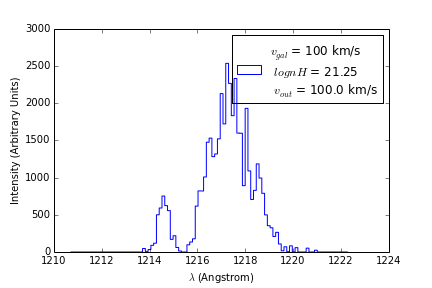 3000
2500
2000
1500
1000
500
0
Intensity (Arbitrary Units)
v_gal = 100 km/s
lognH = 21.25
v_out = 100.0 km/s
1210 1212 1214 1216 1218 1220 1222 1224
λ (Angstrom)